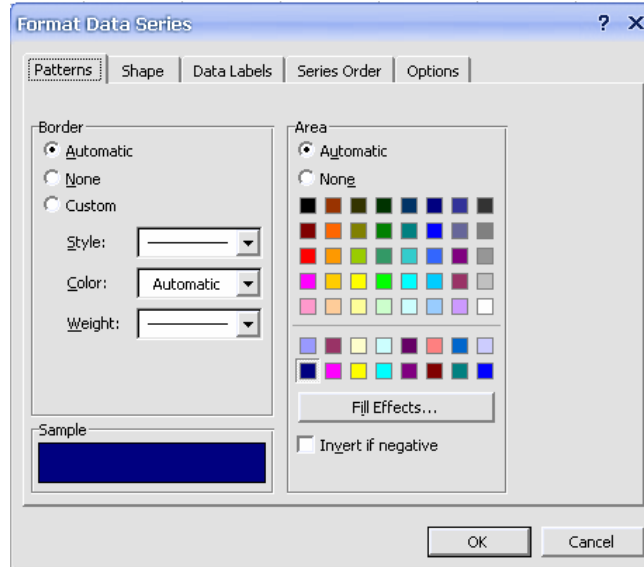 Format Data Series ? X
Patterns Shape Data Labels Series Order Options
Border
Automatic
None
Custom
Style:
Color: Automatic
Weight:
Sample
Area
Automatic
None
Fill Effects...
Invert if negative
OK Cancel